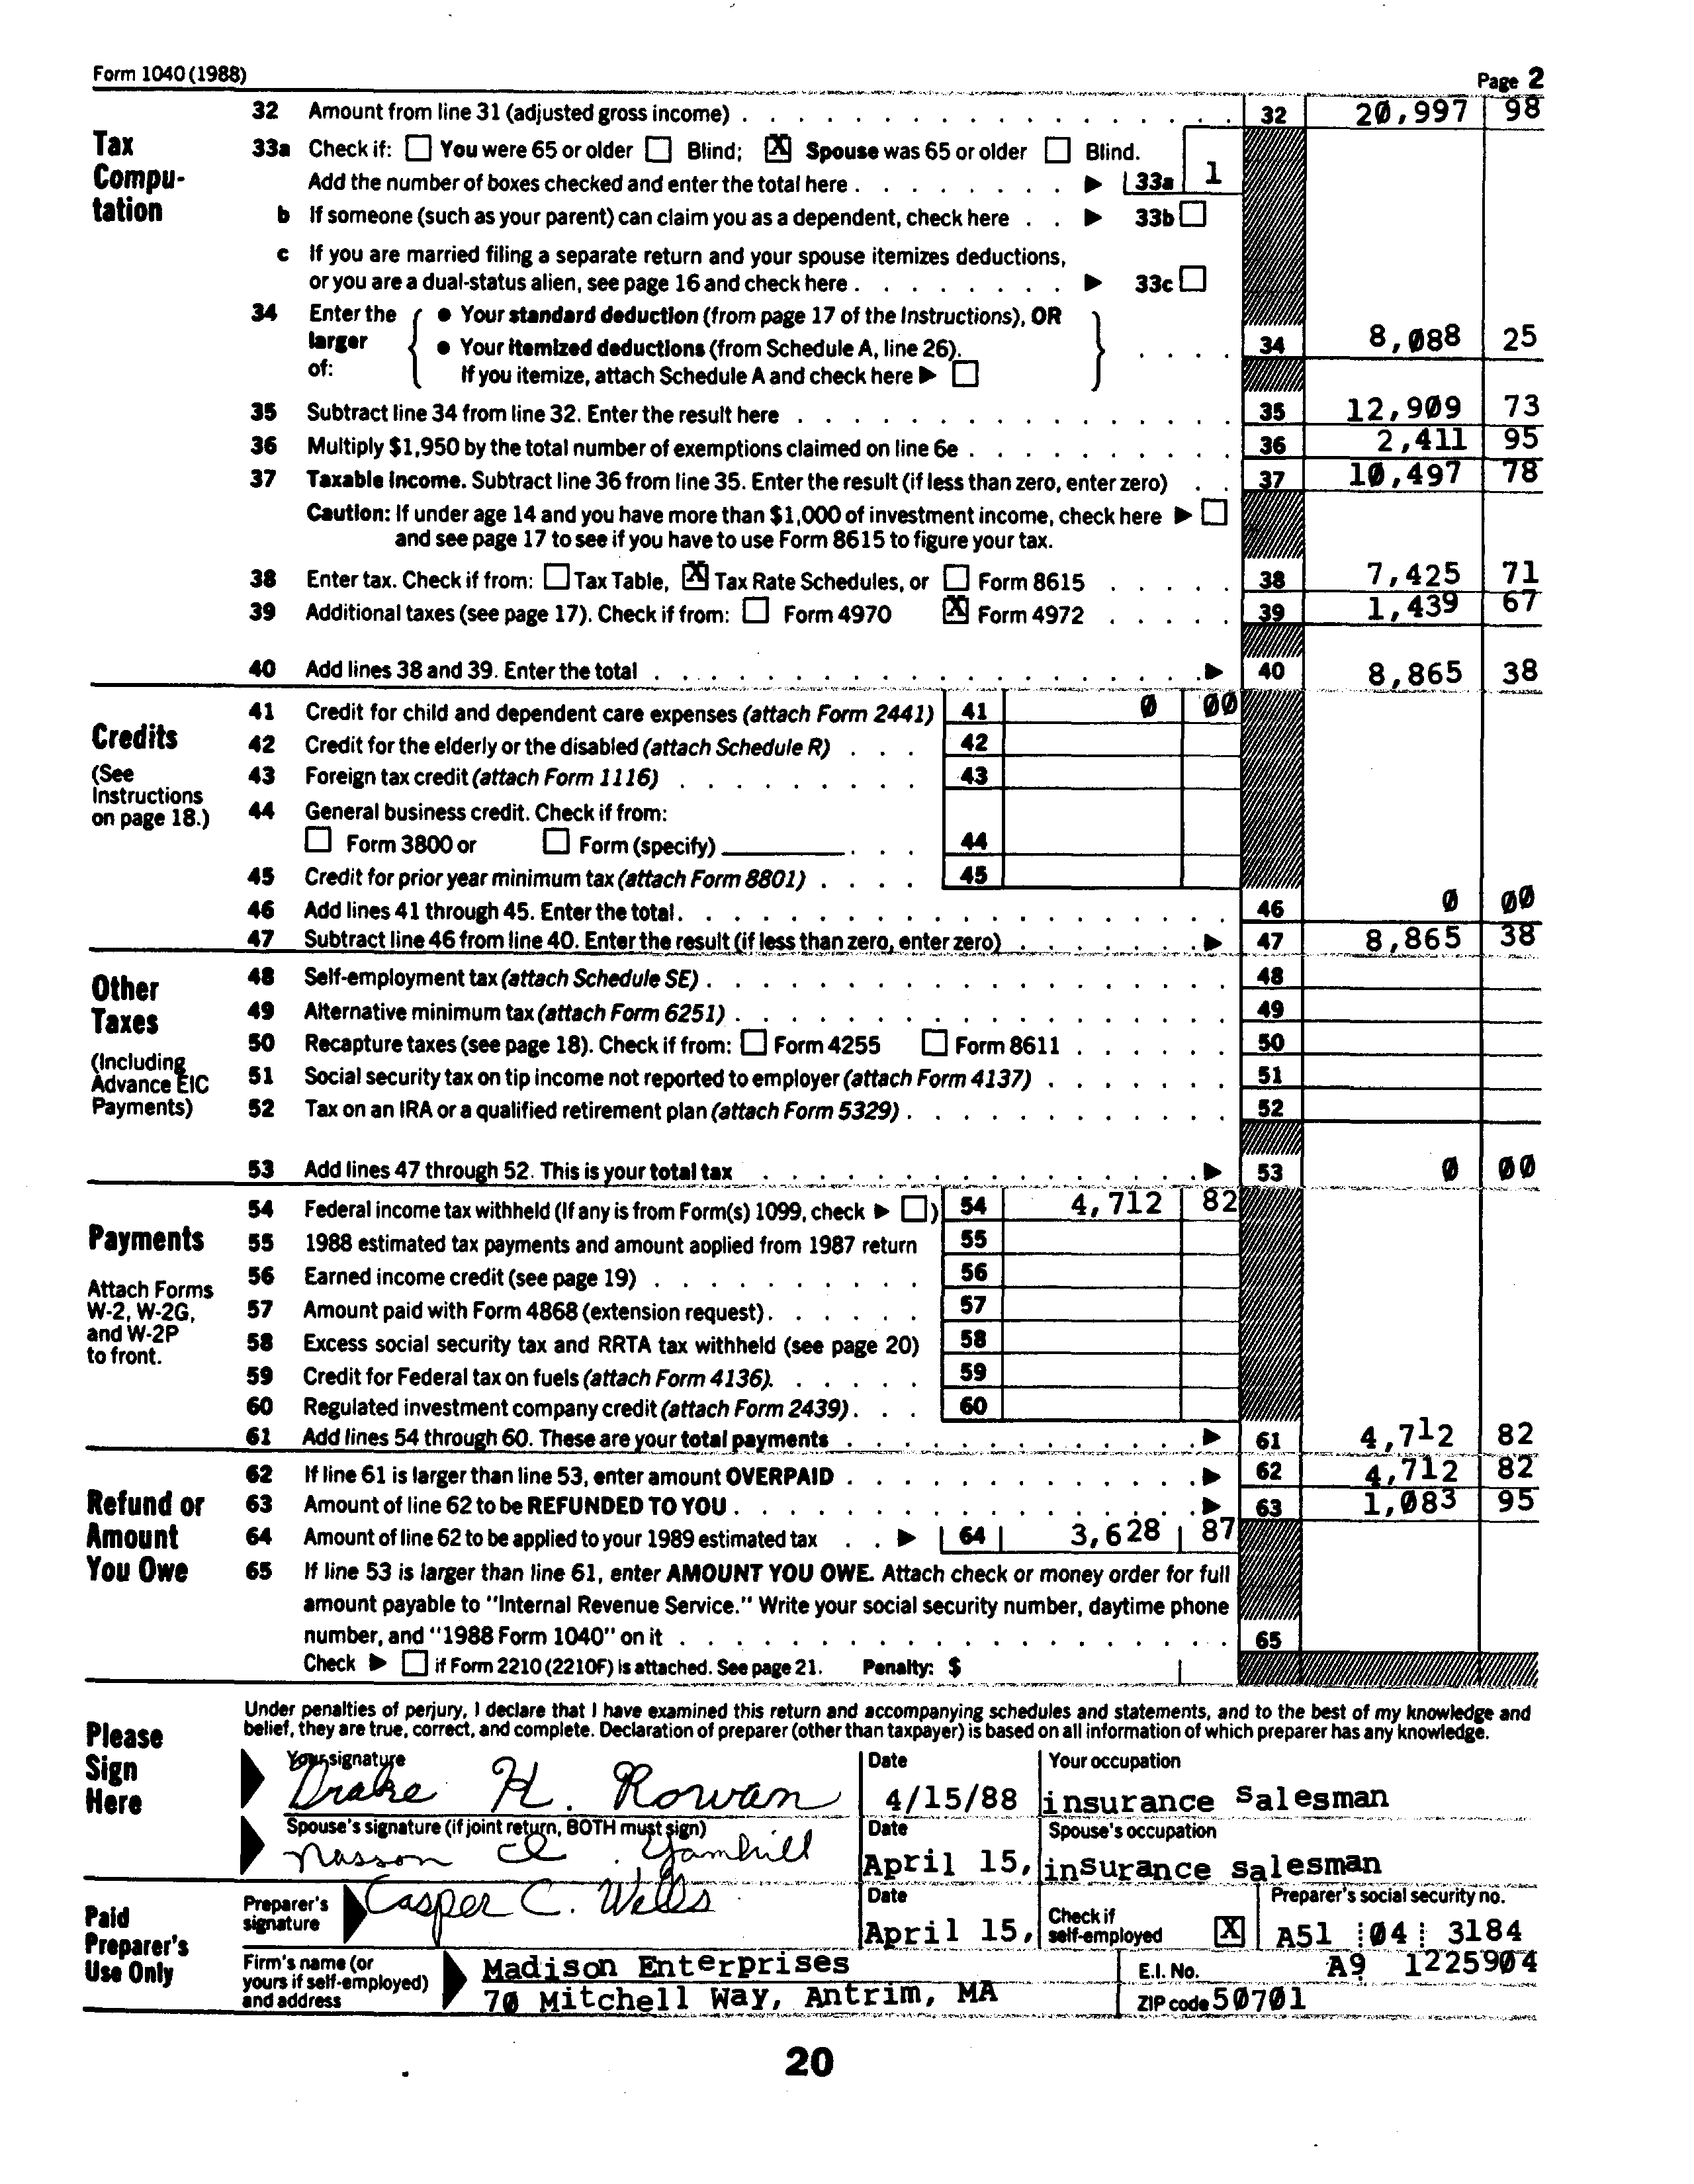 Form 1040 (1988) Page 2
Tax Computation
32 Amount from line 31 (adjusted gross income) . . . . 32 20,997 98
33a Check if: ☐ You were 65 or older ☐ Blind; ☒ Spouse was 65 or older ☐ Blind.
Add the number of boxes checked and enter the total here . . . . ▶ 33a 1
b If someone (such as your parent) can claim you as a dependent, check here . . ▶ 33b ☐
c If you are married filing a separate return and your spouse itemizes deductions,
or you are a dual-status alien, see page 16 and check here . . . . ▶ 33c ☐
34 Enter the larger of: { ● Your standard deduction (from page 17 of the Instructions), OR
● Your itemized deductions (from Schedule A, line 26). } . . . . 34 8,088 25
If you itemize, attach Schedule A and check here ▶ ☐
35 Subtract line 34 from line 32. Enter the result here . . . . 35 12,909 73
36 Multiply $1,950 by the total number of exemptions claimed on line 6e . . . . 36 2,411 95
37 Taxable income. Subtract line 36 from line 35. Enter the result (if less than zero, enter zero) . . 37 10,497 78
Caution: If under age 14 and you have more than $1,000 of investment income, check here ▶ ☐
and see page 17 to see if you have to use Form 8615 to figure your tax.
38 Enter tax. Check if from: ☐ Tax Table, ☒ Tax Rate Schedules, or ☐ Form 8615 . . . . 38 7,425 71
39 Additional taxes (see page 17). Check if from: ☐ Form 4970 ☒ Form 4972 . . . . 39 1,439 67
40 Add lines 38 and 39. Enter the total . . . . ▶ 40 8,865 38
Credits
(See Instructions on page 18.)
41 Credit for child and dependent care expenses (attach Form 2441) 41 0 00
42 Credit for the elderly or the disabled (attach Schedule R) . . . 42
43 Foreign tax credit (attach Form 1116) . . . . 43
44 General business credit. Check if from:
☐ Form 3800 or ☐ Form (specify) ______ . . . 44
45 Credit for prior year minimum tax (attach Form 8801) . . . . 45
46 Add lines 41 through 45. Enter the total . . . . 46 0 00
47 Subtract line 46 from line 40. Enter the result (if less than zero, enter zero) . . . . ▶ 47 8,865 38
Other Taxes
(Including Advance EIC Payments)
48 Self-employment tax (attach Schedule SE) . . . . 48
49 Alternative minimum tax (attach Form 6251) . . . . 49
50 Recapture taxes (see page 18). Check if from: ☐ Form 4255 ☐ Form 8611 . . . . 50
51 Social security tax on tip income not reported to employer (attach Form 4137) . . . . 51
52 Tax on an IRA or a qualified retirement plan (attach Form 5329) . . . . 52
53 Add lines 47 through 52. This is your total tax . . . . ▶ 53 0 00
Payments
Attach Forms W-2, W-2G, and W-2P to front.
54 Federal income tax withheld (If any is from Form(s) 1099, check ▶ ☐) 54 4,712 82
55 1988 estimated tax payments and amount applied from 1987 return 55
56 Earned income credit (see page 19) . . . . 56
57 Amount paid with Form 4868 (extension request) . . . . 57
58 Excess social security tax and RRTA tax withheld (see page 20) 58
59 Credit for Federal tax on fuels (attach Form 4136). . . . . 59
60 Regulated investment company credit (attach Form 2439) . . . 60
61 Add lines 54 through 60. These are your total payments . . . . ▶ 61 4,712 82
Refund or Amount You Owe
62 If line 61 is larger than line 53, enter amount OVERPAID . . . . ▶ 62 4,712 82
63 Amount of line 62 to be REFUNDED TO YOU . . . . ▶ 63 1,083 95
64 Amount of line 62 to be applied to your 1989 estimated tax . . ▶ 64 3,628 87
65 If line 53 is larger than line 61, enter AMOUNT YOU OWE. Attach check or money order for full
amount payable to "Internal Revenue Service." Write your social security number, daytime phone
number, and "1988 Form 1040" on it . . . . 65
Check ▶ ☐ if Form 2210 (2210F) is attached. See page 21. Penalty: $
Please Sign Here
Under penalties of perjury, I declare that I have examined this return and accompanying schedules and statements, and to the best of my knowledge and
belief, they are true, correct, and complete. Declaration of preparer (other than taxpayer) is based on all information of which preparer has any knowledge.
Your signature Date Your occupation
Drake H. Rowan 4/15/88 insurance salesman
Spouse's signature (if joint return, BOTH must sign) Date Spouse's occupation
Nasson Yamhill April 15, insurance salesman
Paid Preparer's Use Only
Preparer's signature Casper C. Wells Date April 15, Check if self-employed ☒ Preparer's social security no. A51 04 3184
Firm's name (or yours if self-employed) and address
Madison Enterprises E.I. No. A9 1225904
70 Mitchell Way, Antrim, MA ZIP code 50701
20